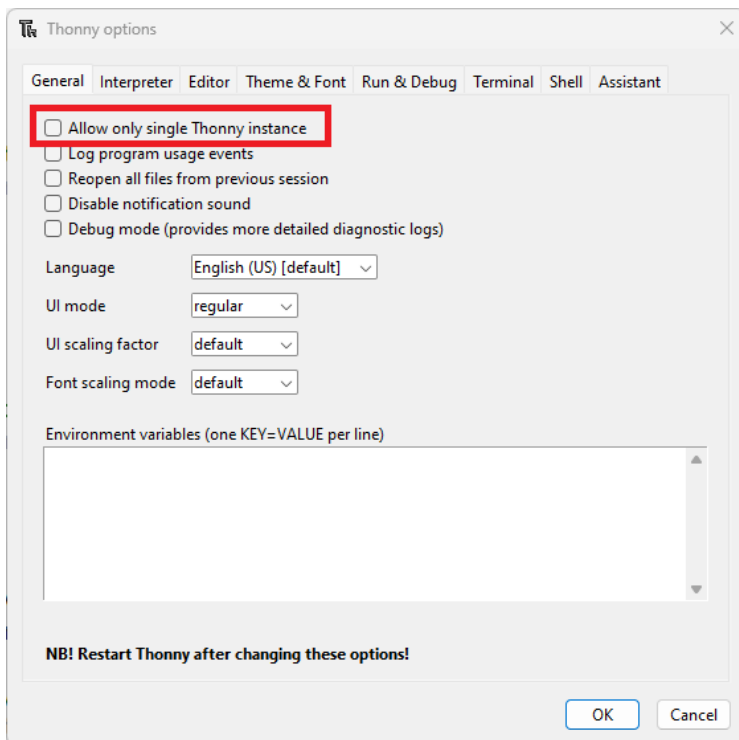 Thonny options
General Interpreter Editor Theme & Font Run & Debug Terminal Shell Assistant
Allow only single Thonny instance
Log program usage events
Reopen all files from previous session
Disable notification sound
Debug mode (provides more detailed diagnostic logs)
Language English (US) [default]
UI mode regular
UI scaling factor default
Font scaling mode default
Environment variables (one KEY=VALUE per line)
NB! Restart Thonny after changing these options!
OK Cancel